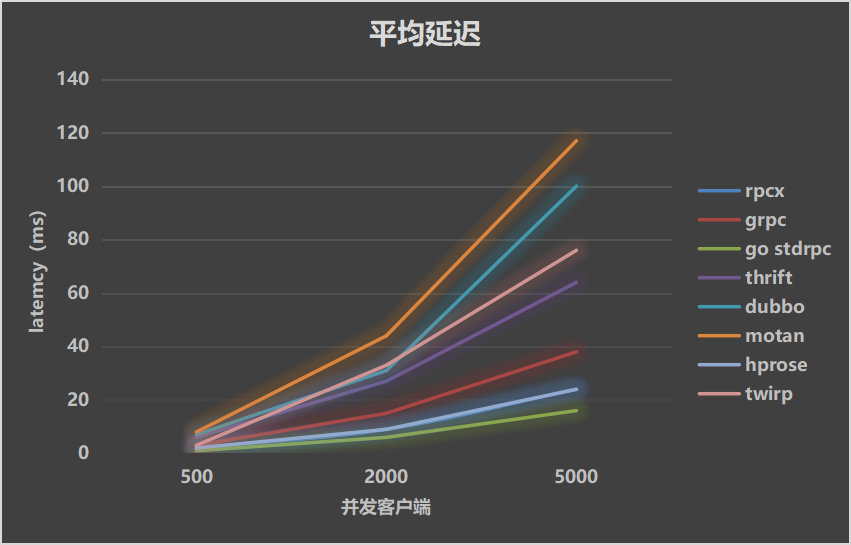 平均延迟
140
120
100
80
60
40
20
0
latemcy (ms)
500 2000 5000
并发客户端
rpcx
grpc
go stdrpc
thrift
dubbo
motan
hprose
twirp